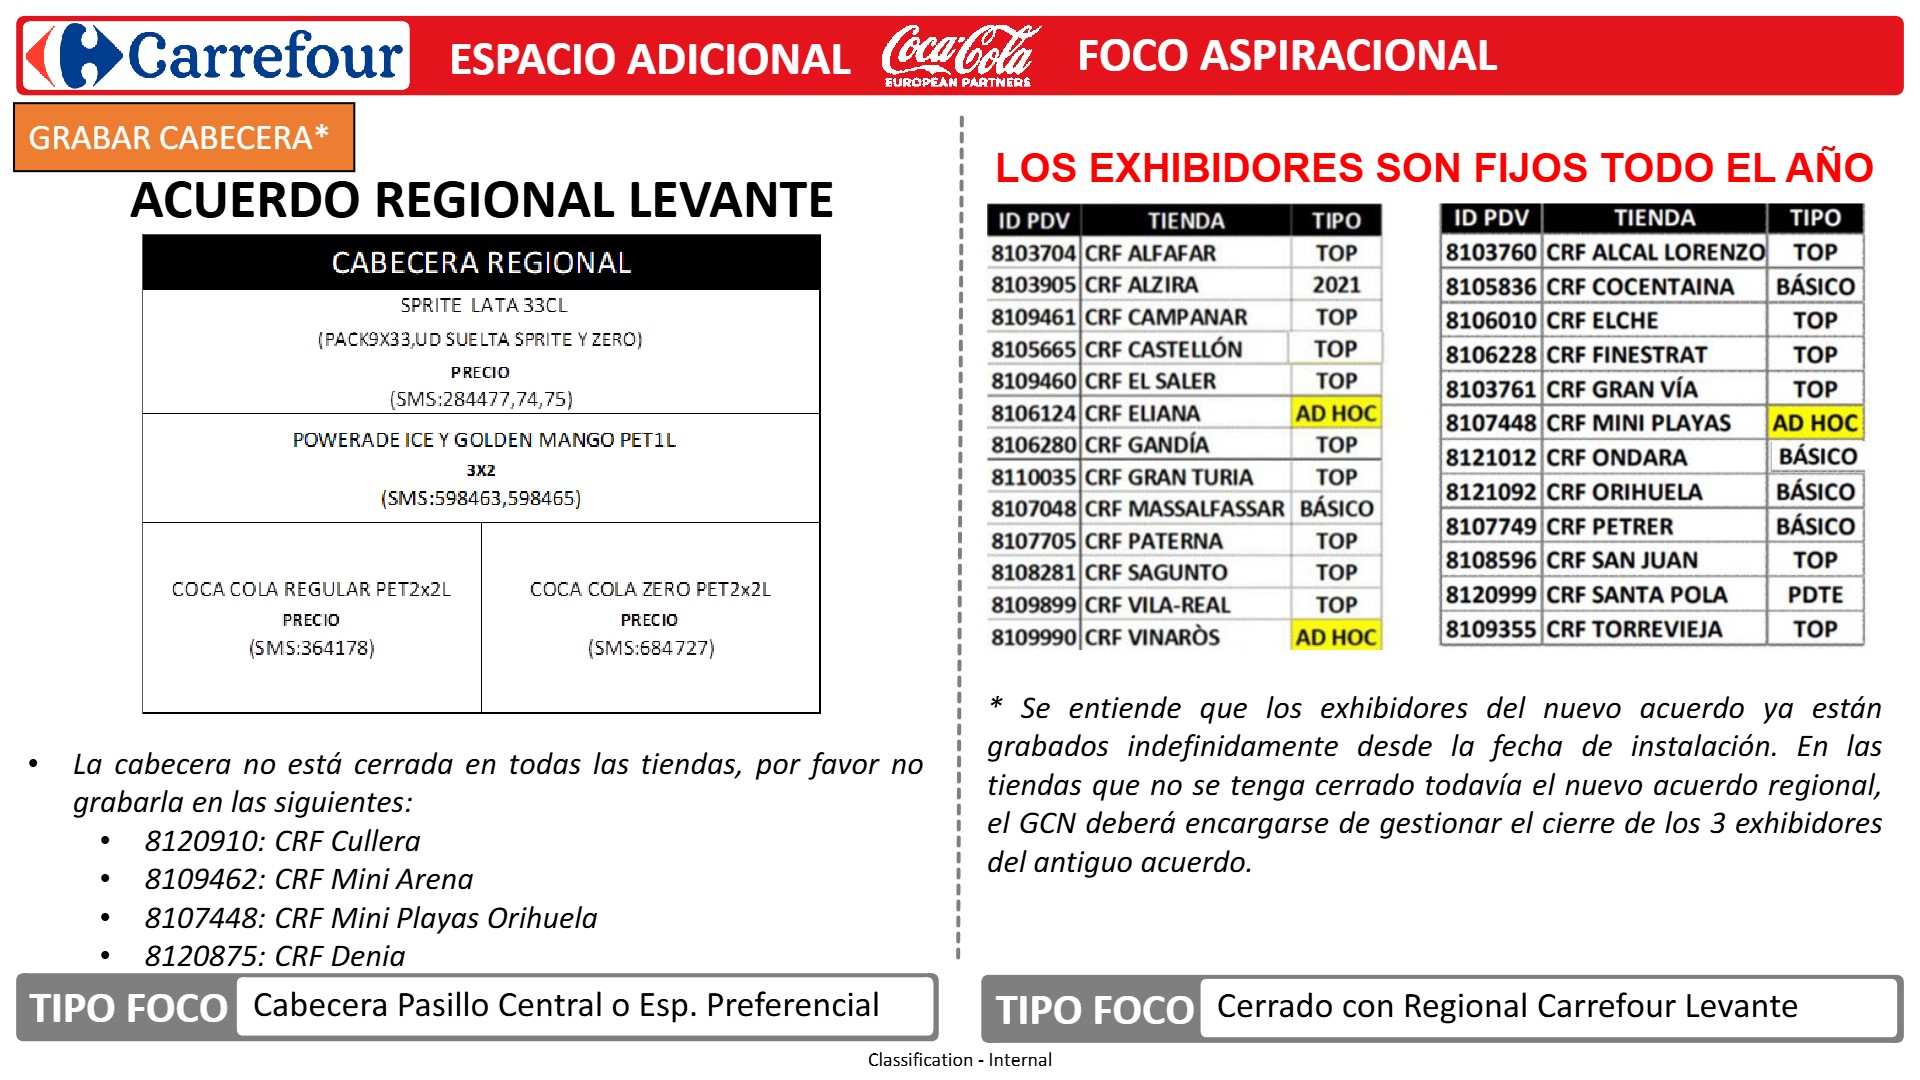 Carrefour
ESPACIO ADICIONAL
Coca-Cola
EUROPEAN PARTNERS
FOCO ASPIRACIONAL
GRABAR CABECERA*
ACUERDO REGIONAL LEVANTE
CABECERA REGIONAL
SPRITE LATA 33CL
(PACK9X33,UD SUELTA SPRITE Y ZERO)
PRECIO
(SMS:284477,74,75)
POWERADE ICE Y GOLDEN MANGO PET1L
3X2
(SMS:598463,598465)
COCA COLA REGULAR PET2x2L
PRECIO
(SMS:364178)
COCA COLA ZERO PET2x2L
PRECIO
(SMS:684727)
• La cabecera no está cerrada en todas las tiendas, por favor no
grabarla en las siguientes:
• 8120910: CRF Cullera
• 8109462: CRF Mini Arena
• 8107448: CRF Mini Playas Orihuela
• 8120875: CRF Denia
TIPO FOCO Cabecera Pasillo Central o Esp. Preferencial
LOS EXHIBIDORES SON FIJOS TODO EL AÑO
ID PDV TIENDA TIPO
8103704 CRF ALFAFAR TOP
8103905 CRF ALZIRA 2021
8109461 CRF CAMPANAR TOP
8105665 CRF CASTELLÓN TOP
8109460 CRF EL SALER TOP
8106124 CRF ELIANA AD HOC
8106280 CRF GANDÍA TOP
8110035 CRF GRAN TURIA TOP
8107048 CRF MASSALFASSAR BÁSICO
8107705 CRF PATERNA TOP
8108281 CRF SAGUNTO TOP
8109899 CRF VILA-REAL TOP
8109990 CRF VINARÒS AD HOC
ID PDV TIENDA TIPO
8103760 CRF ALCAL LORENZO TOP
8105836 CRF COCENTAINA BÁSICO
8106010 CRF ELCHE TOP
8106228 CRF FINESTRAT TOP
8103761 CRF GRAN VÍA TOP
8107448 CRF MINI PLAYAS AD HOC
8121012 CRF ONDARA BÁSICO
8121092 CRF ORIHUELA BÁSICO
8107749 CRF PETRER BÁSICO
8108596 CRF SAN JUAN TOP
8120999 CRF SANTA POLA PDTE
8109355 CRF TORREVIEJA TOP
* Se entiende que los exhibidores del nuevo acuerdo ya están
grabados indefinidamente desde la fecha de instalación. En las
tiendas que no se tenga cerrado todavía el nuevo acuerdo regional,
el GCN deberá encargarse de gestionar el cierre de los 3 exhibidores
del antiguo acuerdo.
TIPO FOCO Cerrado con Regional Carrefour Levante
Classification - Internal